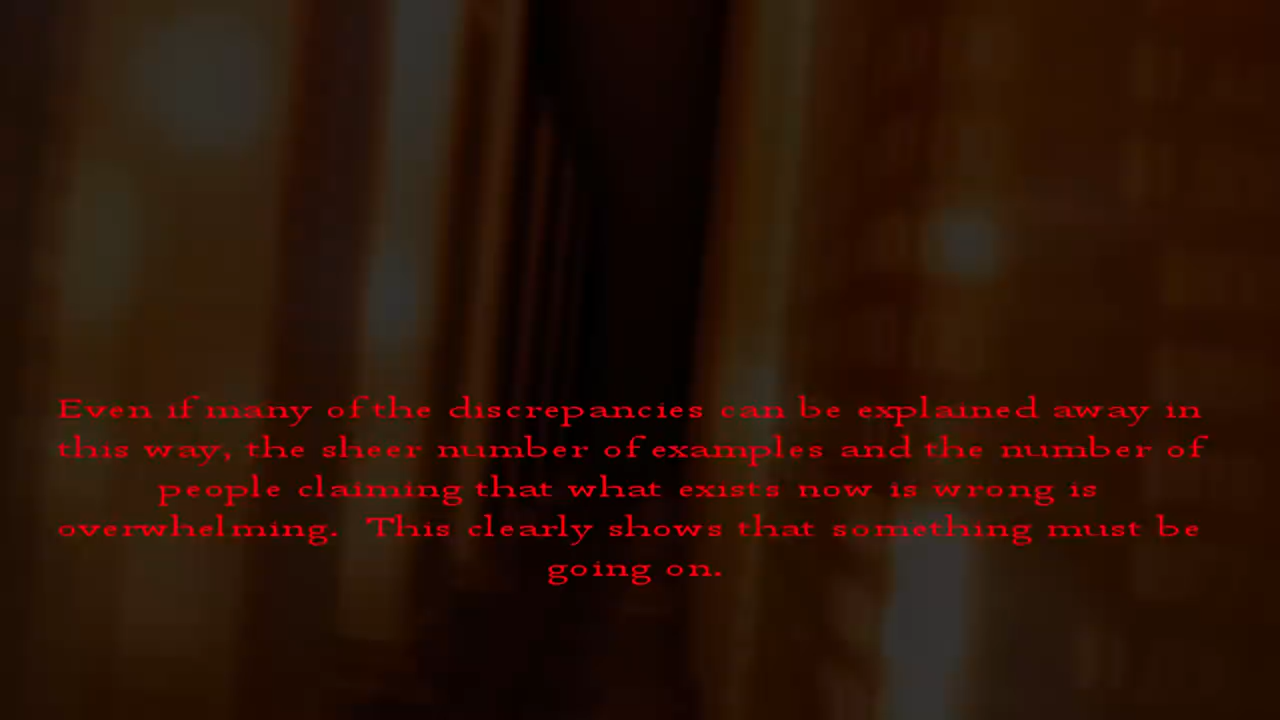 Even if many of the discrepancies can be explained away in
this way, the sheer number of examples and the number of
people claiming that what exists now is wrong is
overwhelming. This clearly shows that something must be
going on.